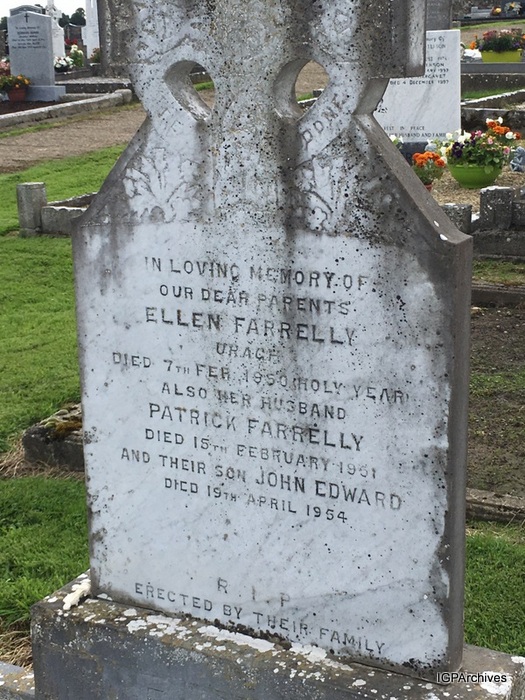 DONE
IN LOVING MEMORY OF
OUR DEAR PARENTS
ELLEN FARRELLY
URAGH
DIED 7TH FEB. 1950 (HOLY YEAR)
ALSO HER HUSBAND
PATRICK FARRELLY
DIED 15TH FEBRUARY 1951
AND THEIR SON JOHN EDWARD
DIED 19TH APRIL 1954
R I P
ERECTED BY THEIR FAMILY
IGPArchives